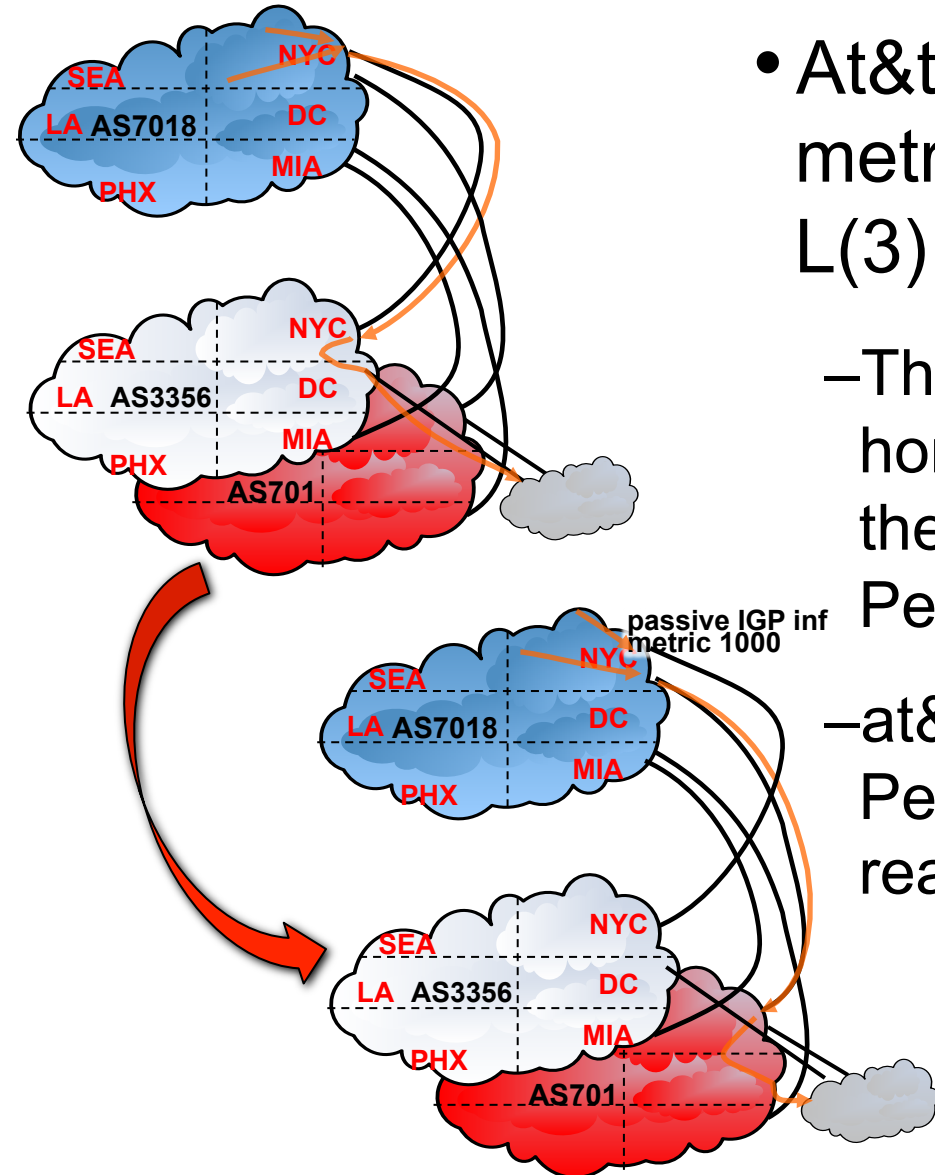 NYC
SEA
DC
LA AS7018
MIA
PHX
NYC
SEA
DC
LA AS3356
MIA
PHX
AS701
• At&t
metr
L(3)
–Th
hor
the
Pe
–at&
Pe
rea
passive IGP inf
metric 1000
NYC
SEA
DC
LA AS7018
MIA
PHX
NYC
SEA
DC
LA AS3356
MIA
PHX
AS701